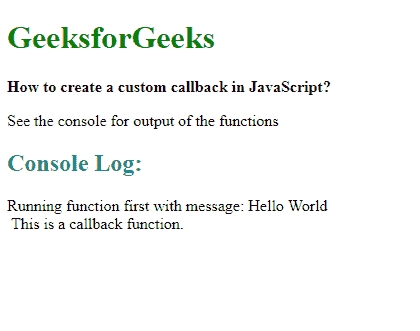 GeeksforGeeks
How to create a custom callback in JavaScript?
See the console for output of the functions
Console Log:
Running function first with message: Hello World
This is a callback function.